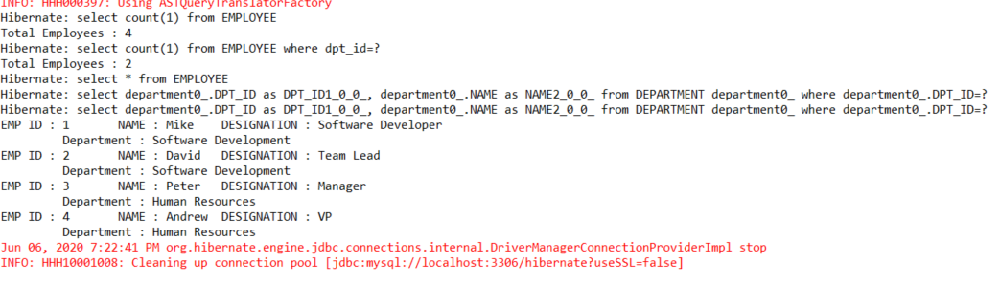 INFO: HHH000397: Using ASTQueryTranslatorFactory
Hibernate: select count(1) from EMPLOYEE
Total Employees : 4
Hibernate: select count(1) from EMPLOYEE where dpt_id=?
Total Employees : 2
Hibernate: select * from EMPLOYEE
Hibernate: select department0_.DPT_ID as DPT_ID1_0_0_, department0_.NAME as NAME2_0_0_ from DEPARTMENT department0_ where department0_.DPT_ID=?
Hibernate: select department0_.DPT_ID as DPT_ID1_0_0_, department0_.NAME as NAME2_0_0_ from DEPARTMENT department0_ where department0_.DPT_ID=?
EMP ID : 1 NAME : Mike DESIGNATION : Software Developer
Department : Software Development
EMP ID : 2 NAME : David DESIGNATION : Team Lead
Department : Software Development
EMP ID : 3 NAME : Peter DESIGNATION : Manager
Department : Human Resources
EMP ID : 4 NAME : Andrew DESIGNATION : VP
Department : Human Resources
Jun 06, 2020 7:22:41 PM org.hibernate.engine.jdbc.connections.internal.DriverManagerConnectionProviderImpl stop
INFO: HHH10001008: Cleaning up connection pool [jdbc:mysql://localhost:3306/hibernate?useSSL=false]